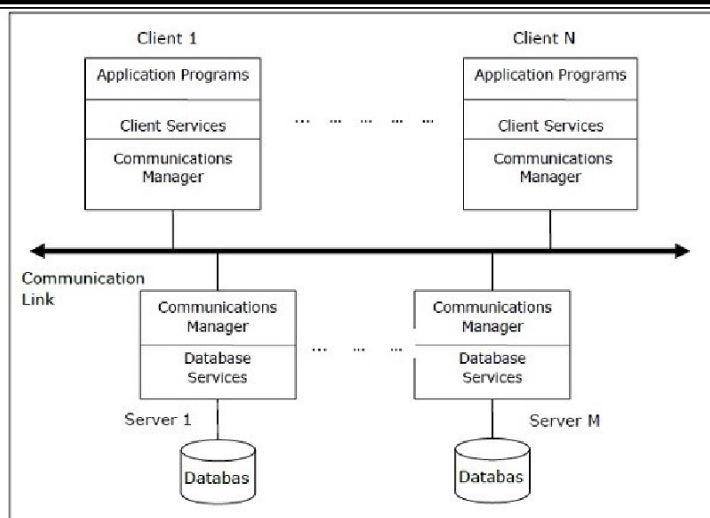 Client 1
Client N
Application Programs
Application Programs
Client Services
... ... ... ... ...
Client Services
Communications
Manager
Communications
Manager
Communication
Link
Communications
Manager
Communications
Manager
... ... ...
Database
Services
Database
Services
Server 1
Server M
Databas
Databas